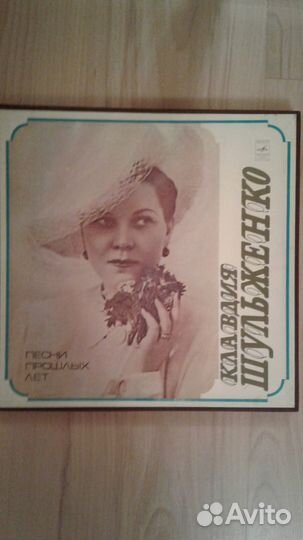 КЛАВДИЯ
ШУЛЬЖЕНКО
ПЕСНИ
ПРОШЛЫХ
ЛЕТ
Avito